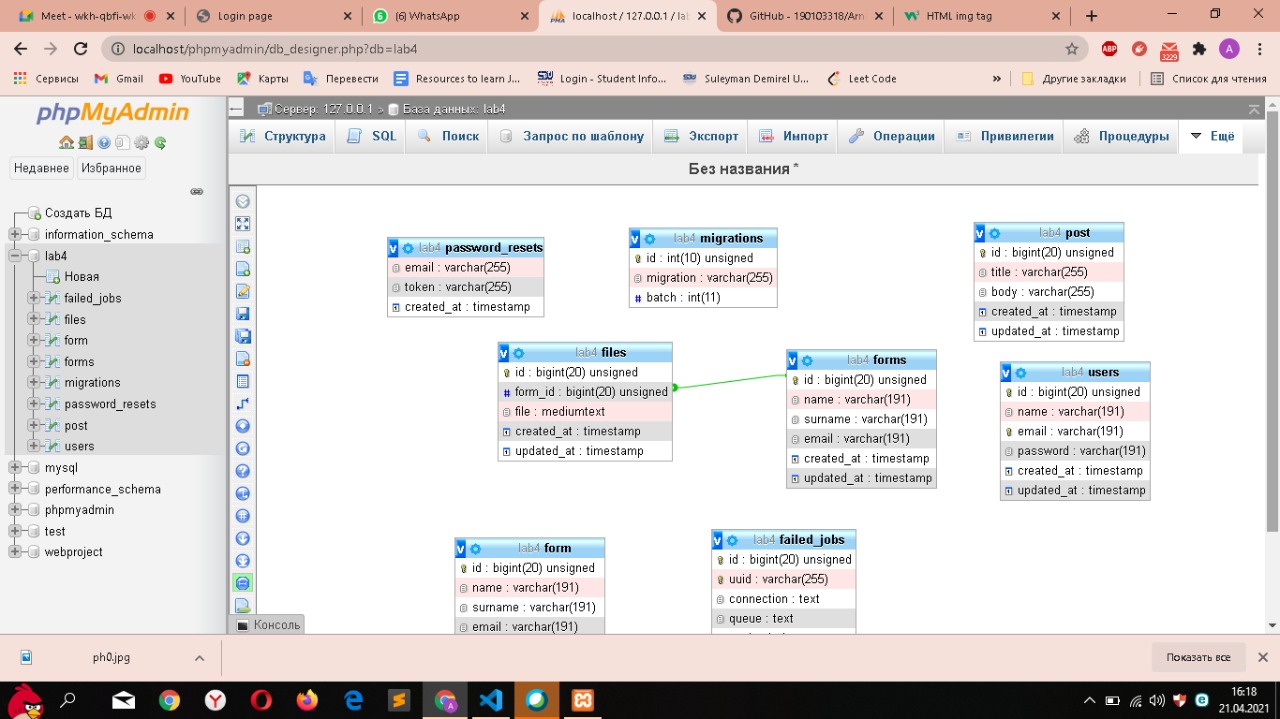 Meet - wkh-qbfi-wk
Login page
(6) WhatsApp
localhost / 127.0.0.1 / la
GitHub - 190103318/Arn
HTML img tag
localhost/phpmyadmin/db_designer.php?db=lab4
ABP
3229
A
Сервисы
Gmail
YouTube
Карты
Перевести
Resources to learn J...
Login - Student Info...
Suleyman Demirel U...
Leet Code
»
Другие закладки
Список для чтения
phpMyAdmin
Сервер: 127.0.0.1 > База данных: lab4
Структура
SQL
Поиск
Запрос по шаблону
Экспорт
Импорт
Операции
Привилегии
Процедуры
Ещё
Недавнее
Избранное
Без названия *
Создать БД
information_schema
lab4
Новая
failed_jobs
files
form
forms
migrations
password_resets
post
users
mysql
performance_schema
phpmyadmin
test
webproject
lab4 password_resets
email : varchar(255)
token : varchar(255)
created_at : timestamp
lab4 migrations
id : int(10) unsigned
migration : varchar(255)
batch : int(11)
lab4 post
id : bigint(20) unsigned
title : varchar(255)
body : varchar(255)
created_at : timestamp
updated_at : timestamp
lab4 files
id : bigint(20) unsigned
form_id : bigint(20) unsigned
file : mediumtext
created_at : timestamp
updated_at : timestamp
lab4 forms
id : bigint(20) unsigned
name : varchar(191)
surname : varchar(191)
email : varchar(191)
created_at : timestamp
updated_at : timestamp
lab4 users
id : bigint(20) unsigned
name : varchar(191)
email : varchar(191)
password : varchar(191)
created_at : timestamp
updated_at : timestamp
lab4 form
id : bigint(20) unsigned
name : varchar(191)
surname : varchar(191)
email : varchar(191)
lab4 failed_jobs
id : bigint(20) unsigned
uuid : varchar(255)
connection : text
queue : text
Консоль
ph0.jpg
Показать все
16:18
21.04.2021